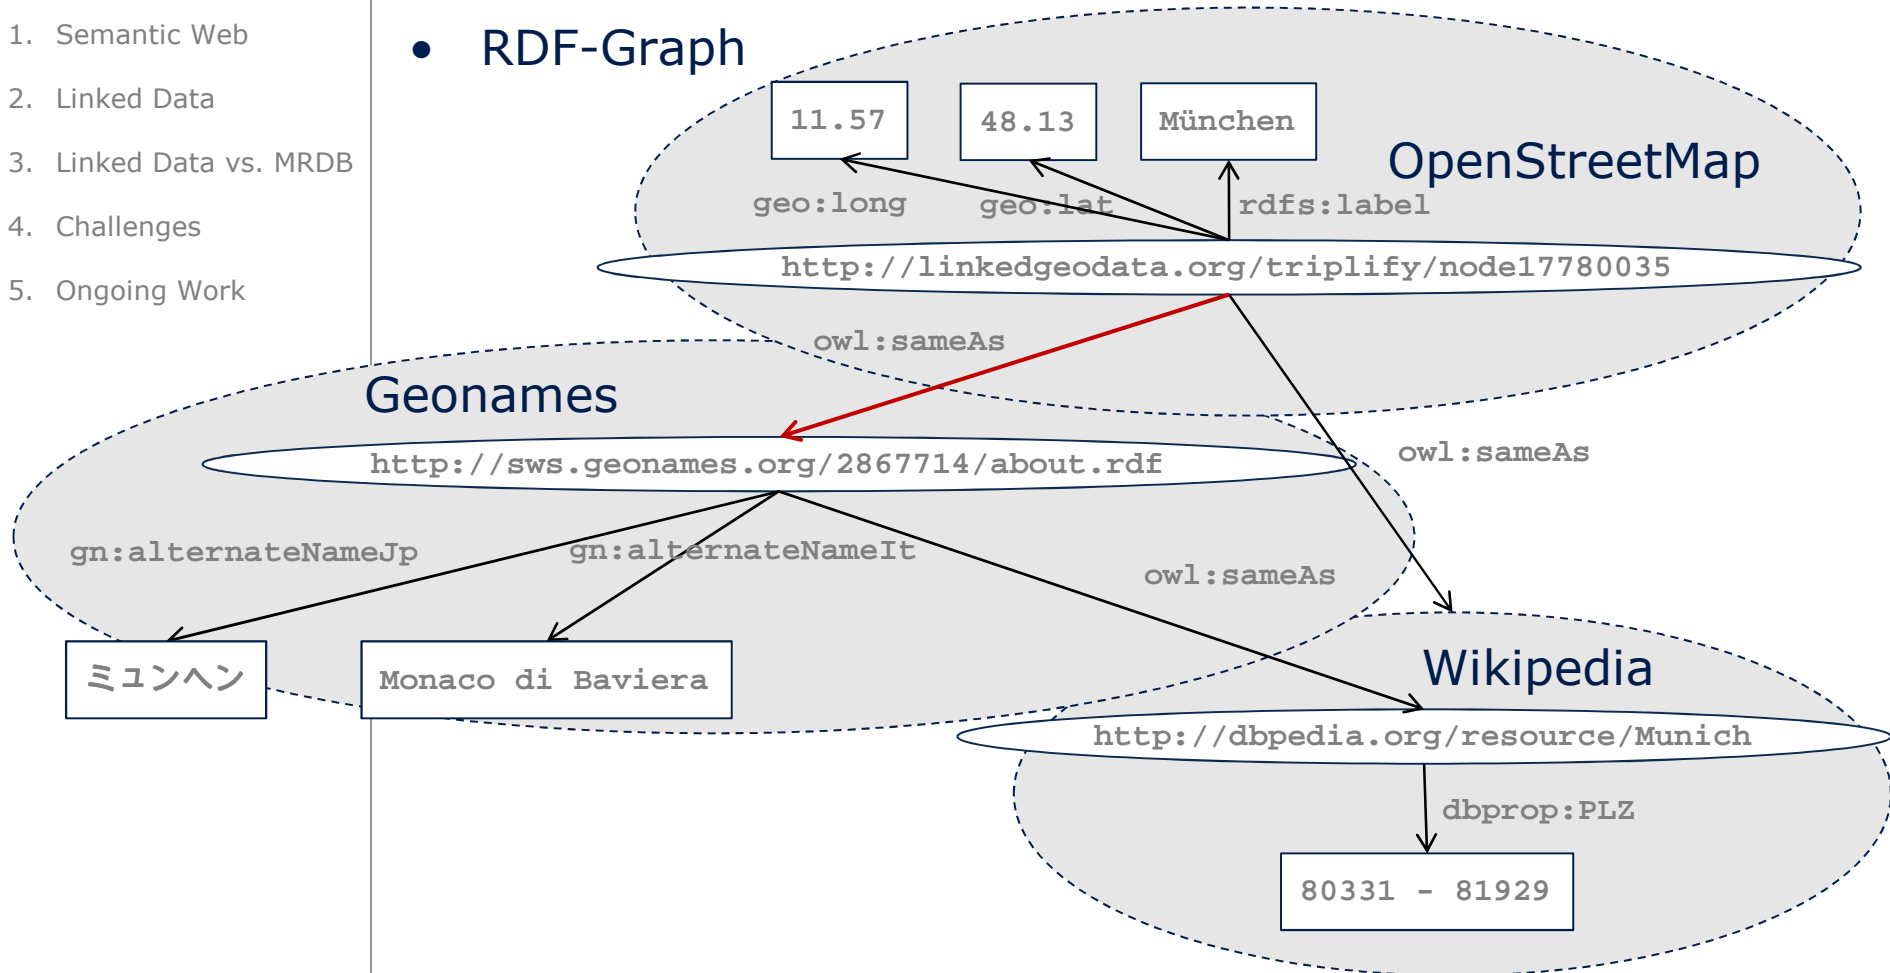 1. Semantic Web
2. Linked Data
3. Linked Data vs. MRDB
4. Challenges
5. Ongoing Work
• RDF-Graph
11.57
48.13
München
OpenStreetMap
geo:long
geo:lat
rdfs:label
http://linkedgeodata.org/triplify/node17780035
owl:sameAs
Geonames
owl:sameAs
http://sws.geonames.org/2867714/about.rdf
gn:alternateNameJp
gn:alternateNameIt
owl:sameAs
ミュンヘン
Monaco di Baviera
Wikipedia
http://dbpedia.org/resource/Munich
dbprop:PLZ
80331 - 81929